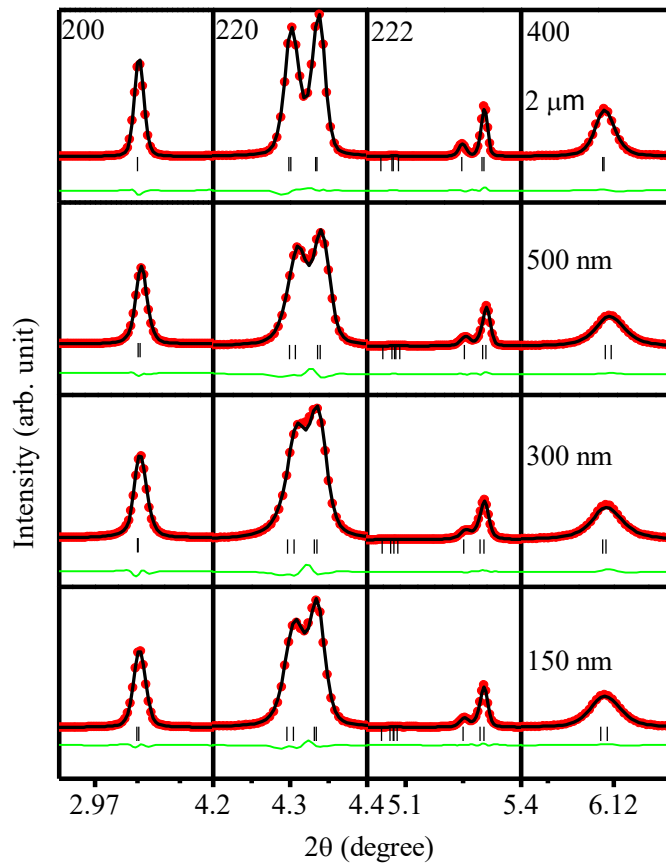 200 220 222 400
2 μm
500 nm
300 nm
150 nm
Intensity (arb. unit)
2.97 4.2 4.3 4.4 5.1 5.4 6.12
2θ (degree)